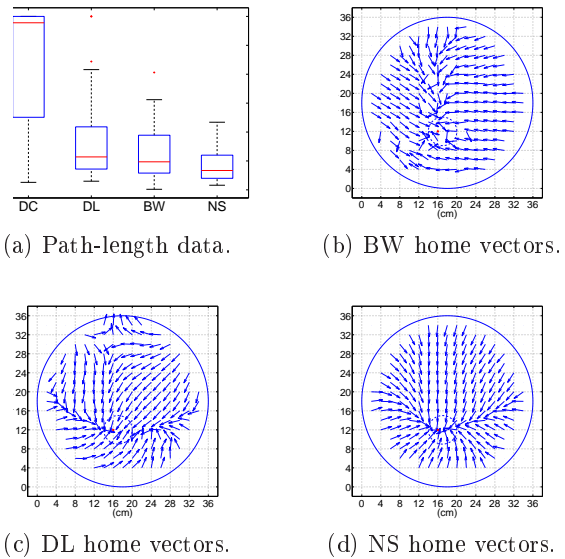 DC DL BW NS
(a) Path-length data.
36
32
28
24
20
16
12
8
4
0
0 4 8 12 16 20 24 28 32 36
(cm)
(b) BW home vectors.
36
32
28
24
20
16
12
8
4
0
0 4 8 12 16 20 24 28 32 36
(cm)
(c) DL home vectors.
36
32
28
24
20
16
12
8
4
0
0 4 8 12 16 20 24 28 32 36
(cm)
(d) NS home vectors.